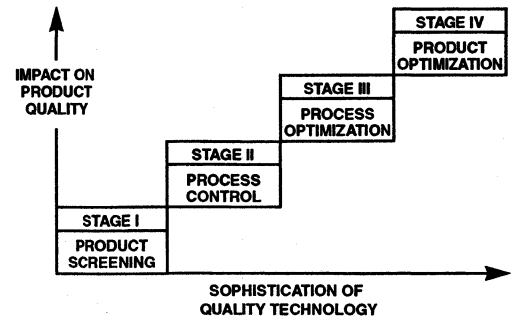 STAGE IV
PRODUCT
OPTIMIZATION
IMPACT ON
PRODUCT
QUALITY
STAGE III
PROCESS
OPTIMIZATION
STAGE II
PROCESS
CONTROL
STAGE I
PRODUCT
SCREENING
SOPHISTICATION OF
QUALITY TECHNOLOGY